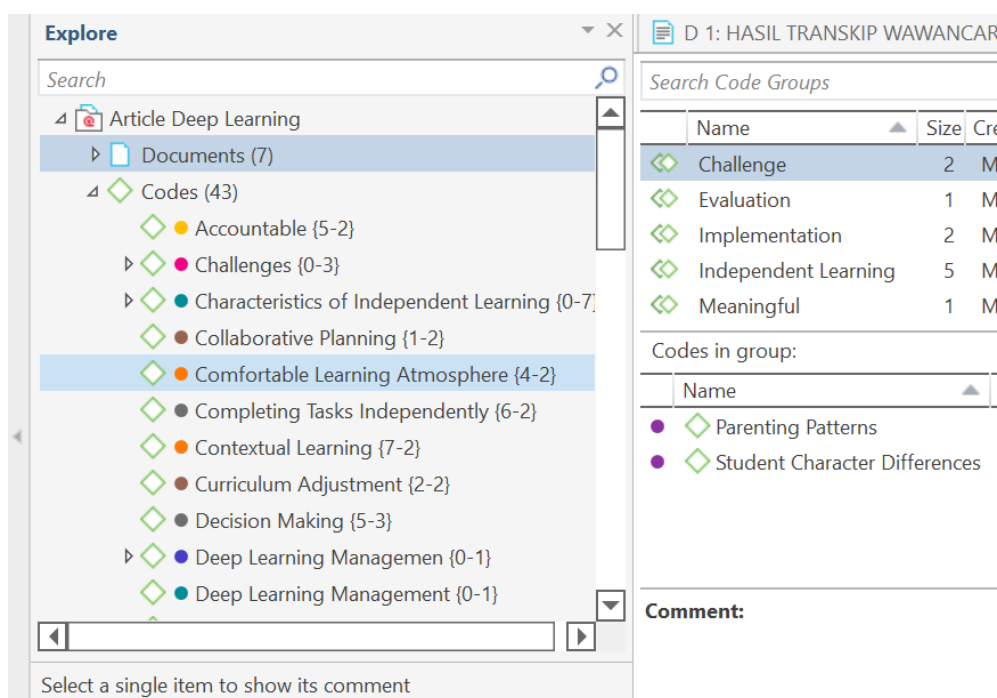 Explore
Search
Article Deep Learning
Documents (7)
Codes (43)
Accountable {5-2}
Challenges {0-3}
Characteristics of Independent Learning {0-7}
Collaborative Planning {1-2}
Comfortable Learning Atmosphere {4-2}
Completing Tasks Independently {6-2}
Contextual Learning {7-2}
Curriculum Adjustment {2-2}
Decision Making {5-3}
Deep Learning Managemen {0-1}
Deep Learning Management {0-1}
Select a single item to show its comment
D 1: HASIL TRANSKIP WAWANCAR
Search Code Groups
Name Size Cre
Challenge 2 M
Evaluation 1 M
Implementation 2 M
Independent Learning 5 M
Meaningful 1 M
Codes in group:
Name
Parenting Patterns
Student Character Differences
Comment: